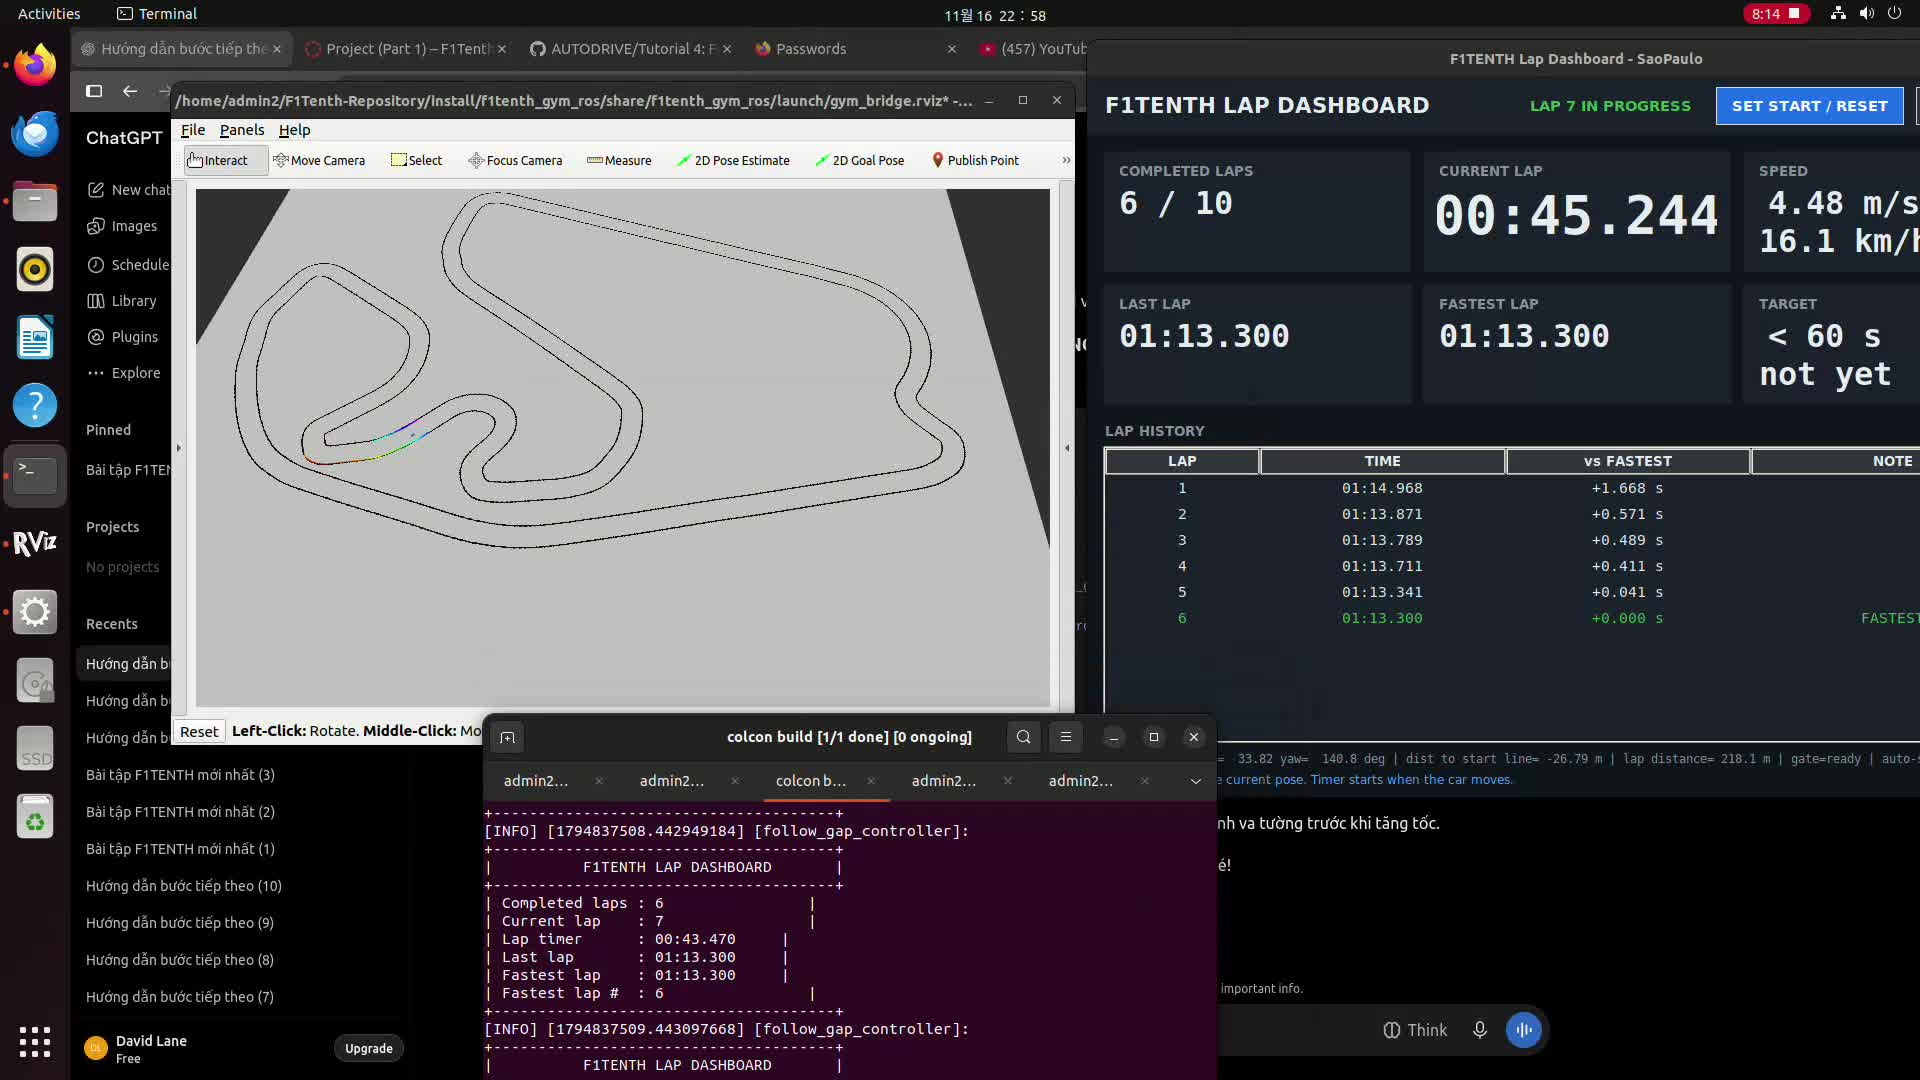 Activities
Terminal
11월 16 22 : 58
8:14
Hướng dẫn bước tiếp the
Project (Part 1) – F1Tenth
AUTODRIVE/Tutorial 4: F
Passwords
(457) YouTub
F1TENTH Lap Dashboard - SaoPaulo
/home/admin2/F1Tenth-Repository/install/f1tenth_gym_ros/share/f1tenth_gym_ros/launch/gym_bridge.rviz* -...
File Panels Help
Interact Move Camera Select Focus Camera Measure 2D Pose Estimate 2D Goal Pose Publish Point
ChatGPT
New chat
Images
Schedule
Library
Plugins
Explore
Pinned
Bài tập F1TEN
Projects
No projects
Recents
Hướng dẫn b
Hướng dẫn b
Hướng dẫn b
Bài tập F1TENTH mới nhất (3)
Bài tập F1TENTH mới nhất (2)
Bài tập F1TENTH mới nhất (1)
Hướng dẫn bước tiếp theo (10)
Hướng dẫn bước tiếp theo (9)
Hướng dẫn bước tiếp theo (8)
Hướng dẫn bước tiếp theo (7)
David Lane
Free
Upgrade
RViz
SSD
Reset Left-Click: Rotate. Middle-Click: Mo
F1TENTH LAP DASHBOARD
LAP 7 IN PROGRESS
SET START / RESET
COMPLETED LAPS
6 / 10
CURRENT LAP
00:45.244
SPEED
4.48 m/s
16.1 km/h
LAST LAP
01:13.300
FASTEST LAP
01:13.300
TARGET
< 60 s
not yet
LAP HISTORY
LAP TIME vs FASTEST NOTE
1 01:14.968 +1.668 s
2 01:13.871 +0.571 s
3 01:13.789 +0.489 s
4 01:13.711 +0.411 s
5 01:13.341 +0.041 s
6 01:13.300 +0.000 s FASTEST
= 33.82 yaw= 140.8 deg | dist to start line= -26.79 m | lap distance= 218.1 m | gate=ready | auto-s
e current pose. Timer starts when the car moves.
nh va tường trước khi tăng tốc.
é!
important info.
Think
colcon build [1/1 done] [0 ongoing]
admin2...
admin2...
colcon b...
admin2...
admin2...
+--------------------------------------+
[INFO] [1794837508.442949184] [follow_gap_controller]:
+--------------------------------------+
| F1TENTH LAP DASHBOARD |
+--------------------------------------+
| Completed laps : 6 |
| Current lap : 7 |
| Lap timer : 00:43.470 |
| Last lap : 01:13.300 |
| Fastest lap : 01:13.300 |
| Fastest lap # : 6 |
+--------------------------------------+
[INFO] [1794837509.443097668] [follow_gap_controller]:
+--------------------------------------+
| F1TENTH LAP DASHBOARD |